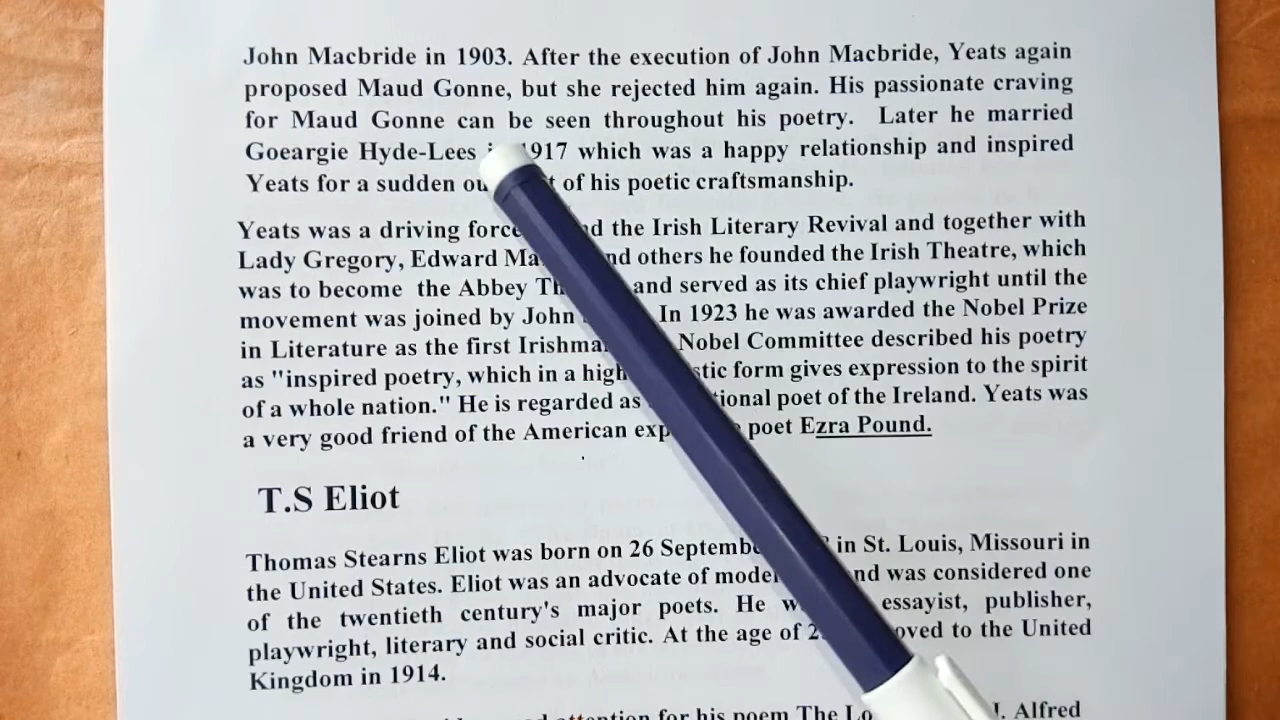 John Macbride in 1903. After the execution of John Macbride, Yeats again
proposed Maud Gonne, but she rejected him again. His passionate craving
for Maud Gonne can be seen throughout his poetry. Later he married
Goeargie Hyde-Lees 1917 which was a happy relationship and inspired
Yeats for a sudden of his poetic craftsmanship.
Yeats was a driving force the Irish Literary Revival and together with
Lady Gregory, Edward and others he founded the Irish Theatre, which
was to become the Abbey and served as its chief playwright until the
movement was joined by John In 1923 he was awarded the Nobel Prize
in Literature as the first Nobel Committee described his poetry
as "inspired poetry, which in a form gives expression to the spirit
of a whole nation." He is regarded as poet of the Ireland. Yeats was
a very good friend of the American poet Ezra Pound.
T.S Eliot
Thomas Stearns Eliot was born on 26 in St. Louis, Missouri in
the United States. Eliot was an advocate of and was considered one
of the twentieth century's major poets. He essayist, publisher,
playwright, literary and social critic. At the age of to the United
Kingdom in 1914.
attention for his poem The J. Alfred